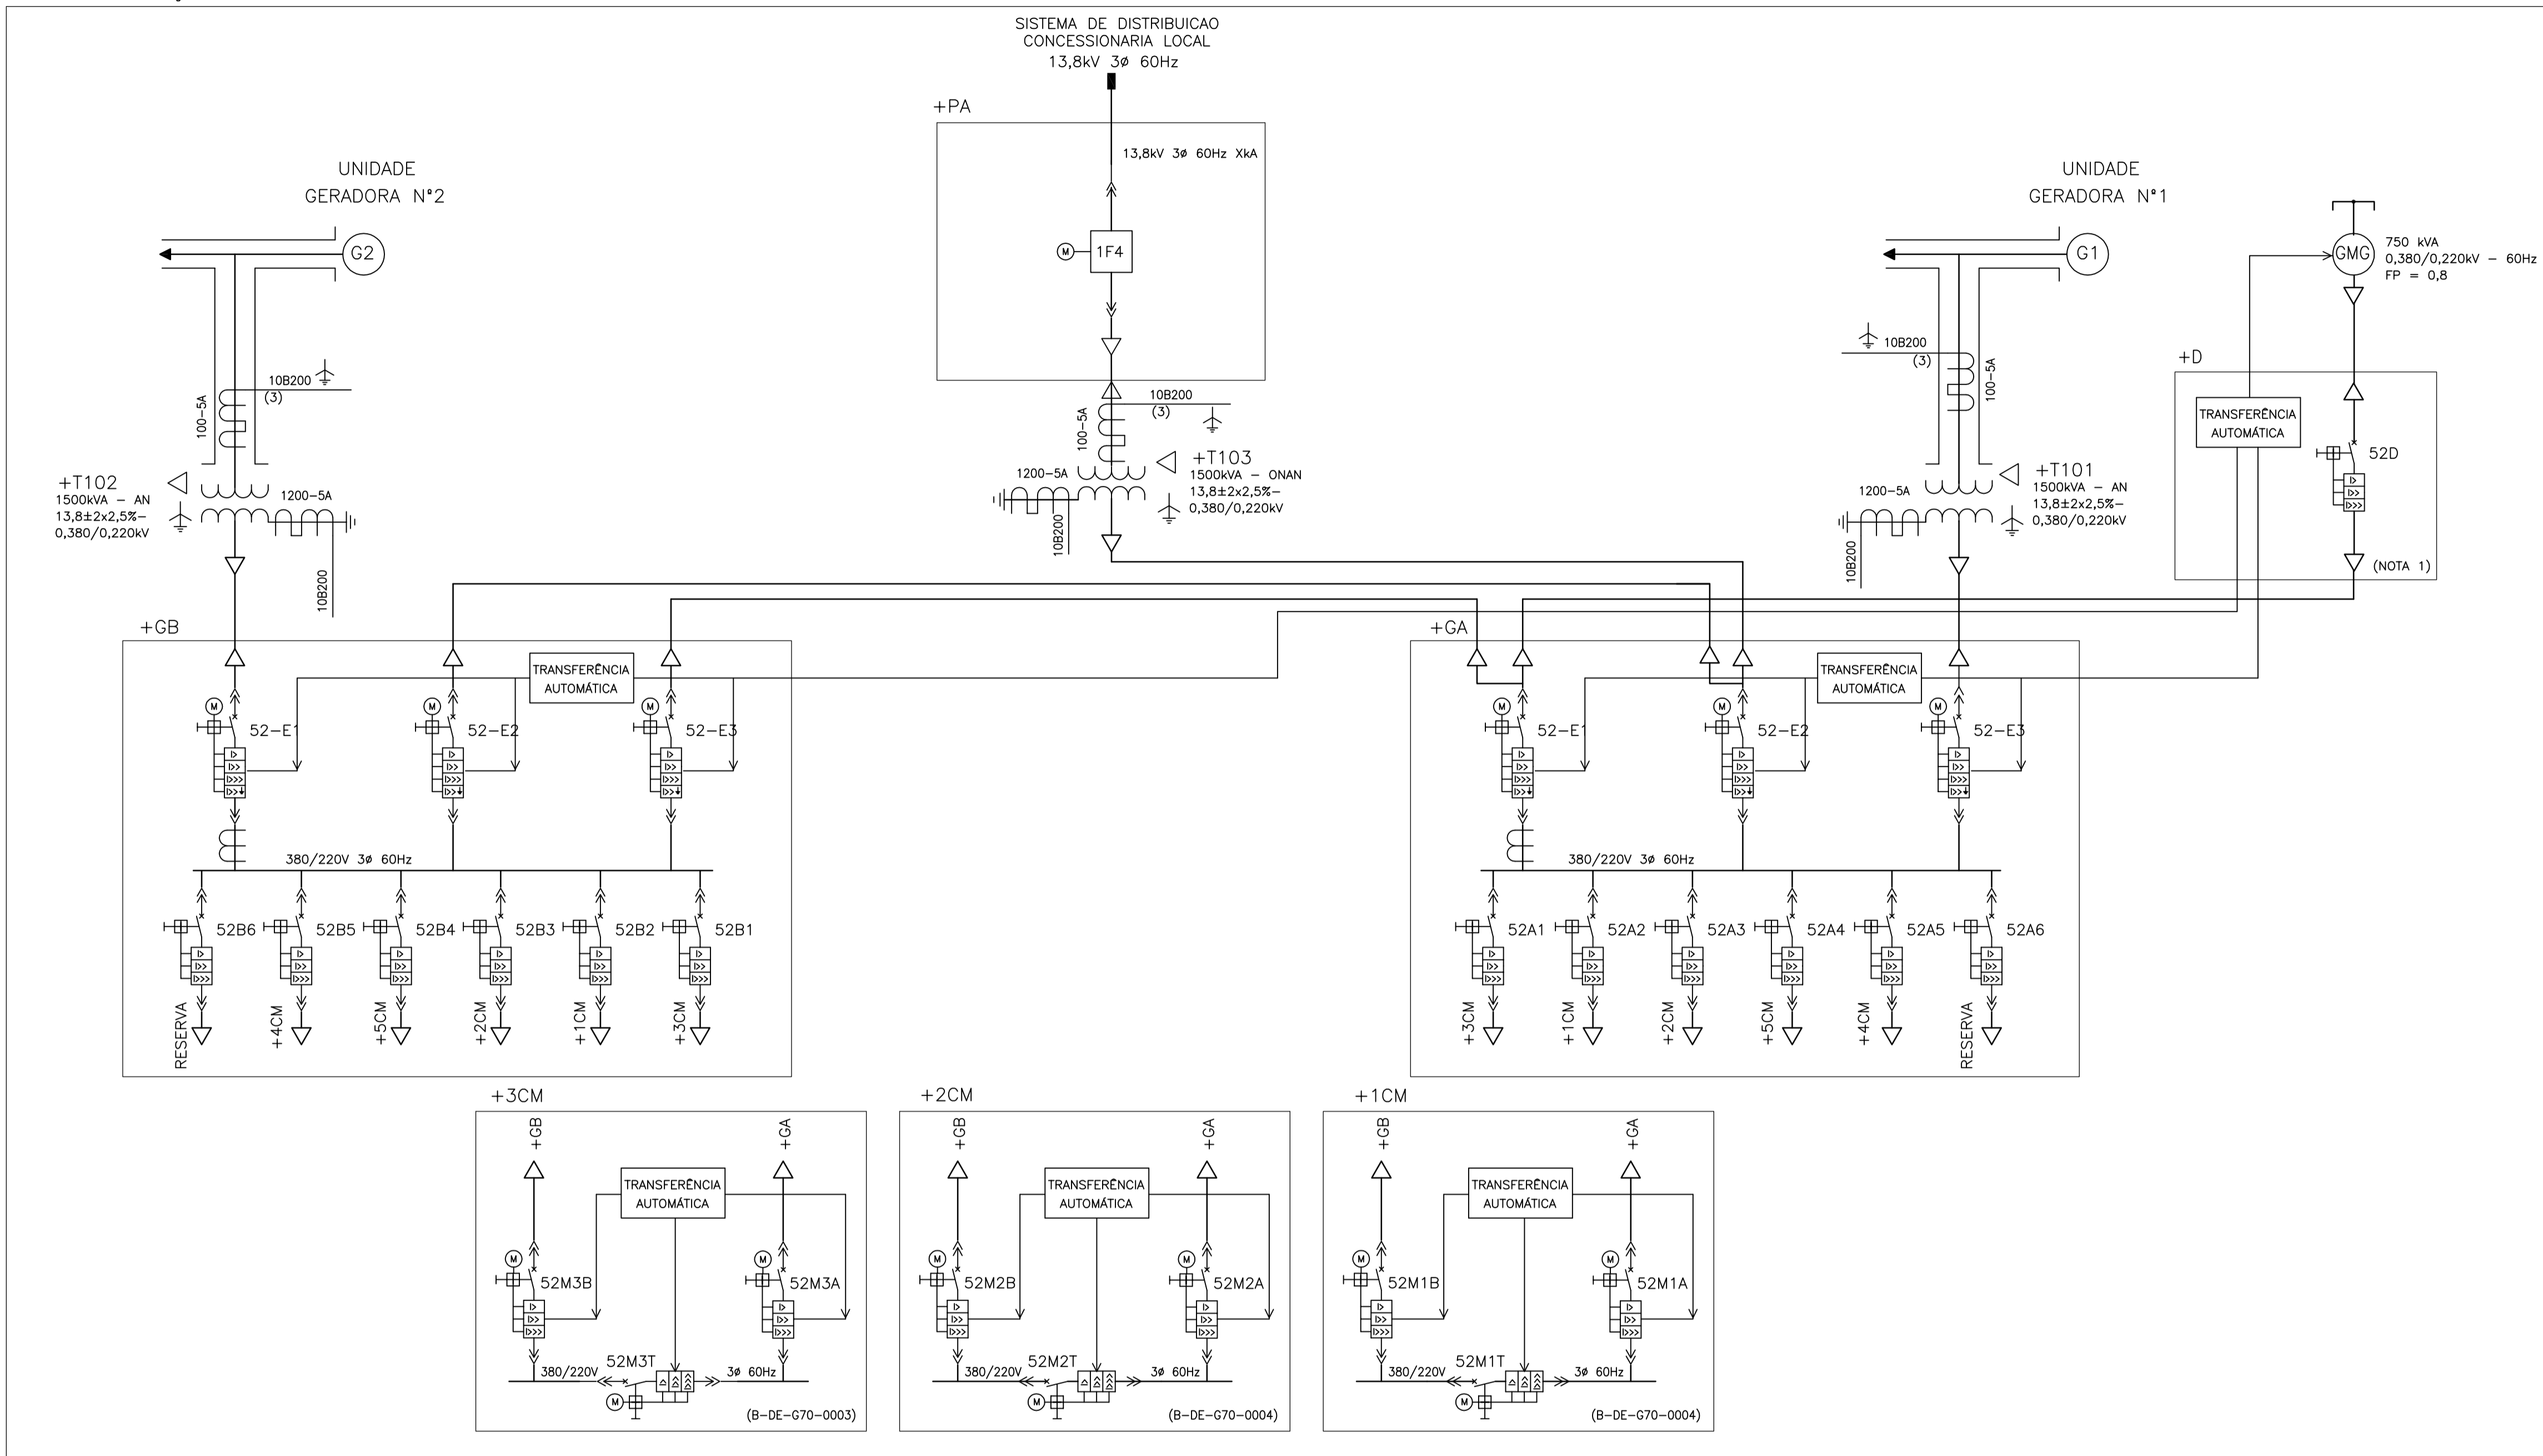 SISTEMA DE DISTRIBUICAO
CONCESSIONARIA LOCAL
13,8kV 3ø 60Hz
+PA
13,8kV 3ø 60Hz XkA
M
1F4
UNIDADE
GERADORA N°2
G2
10B200
(3)
100-5A
+T102
1500kVA - AN
13,8±2x2,5%-
0,380/0,220kV
1200-5A
10B200
10B200
(3)
100-5A
1200-5A
+T103
1500kVA - ONAN
13,8±2x2,5%-
0,380/0,220kV
10B200
UNIDADE
GERADORA N°1
G1
10B200
(3)
100-5A
1200-5A
+T101
1500kVA - AN
13,8±2x2,5%-
0,380/0,220kV
10B200
GMG
750 kVA
0,380/0,220kV - 60Hz
FP = 0,8
+D
TRANSFERÊNCIA
AUTOMÁTICA
52D
(NOTA 1)
+GB
TRANSFERÊNCIA
AUTOMÁTICA
M
52-E1
M
52-E2
M
52-E3
380/220V 3ø 60Hz
52B6
52B5
52B4
52B3
52B2
52B1
RESERVA
+4CM
+5CM
+2CM
+1CM
+3CM
+GA
TRANSFERÊNCIA
AUTOMÁTICA
M
52-E1
M
52-E2
M
52-E3
380/220V 3ø 60Hz
52A1
52A2
52A3
52A4
52A5
52A6
+3CM
+1CM
+2CM
+5CM
+4CM
RESERVA
+3CM
+GB
+GA
TRANSFERÊNCIA
AUTOMÁTICA
M
52M3B
M
52M3A
52M3T
380/220V
3ø 60Hz
M
(B-DE-G70-0003)
+2CM
+GB
+GA
TRANSFERÊNCIA
AUTOMÁTICA
M
52M2B
M
52M2A
52M2T
380/220V
3ø 60Hz
M
(B-DE-G70-0004)
+1CM
+GB
+GA
TRANSFERÊNCIA
AUTOMÁTICA
M
52M1B
M
52M1A
52M1T
380/220V
3ø 60Hz
M
(B-DE-G70-0004)